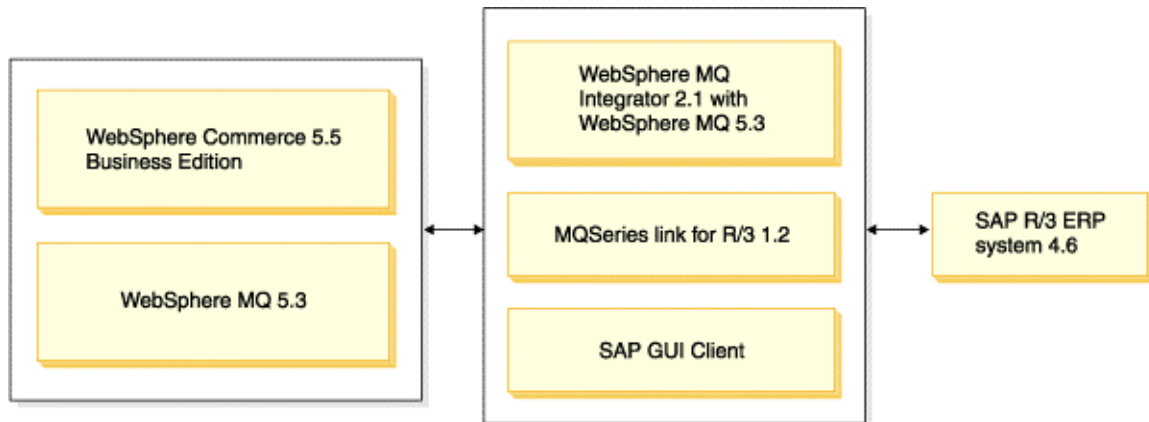 WebSphere Commerce 5.5
Business Edition
WebSphere MQ 5.3
WebSphere MQ
Integrator 2.1 with
WebSphere MQ 5.3
MQSeries link for R/3 1.2
SAP GUI Client
SAP R/3 ERP
system 4.6